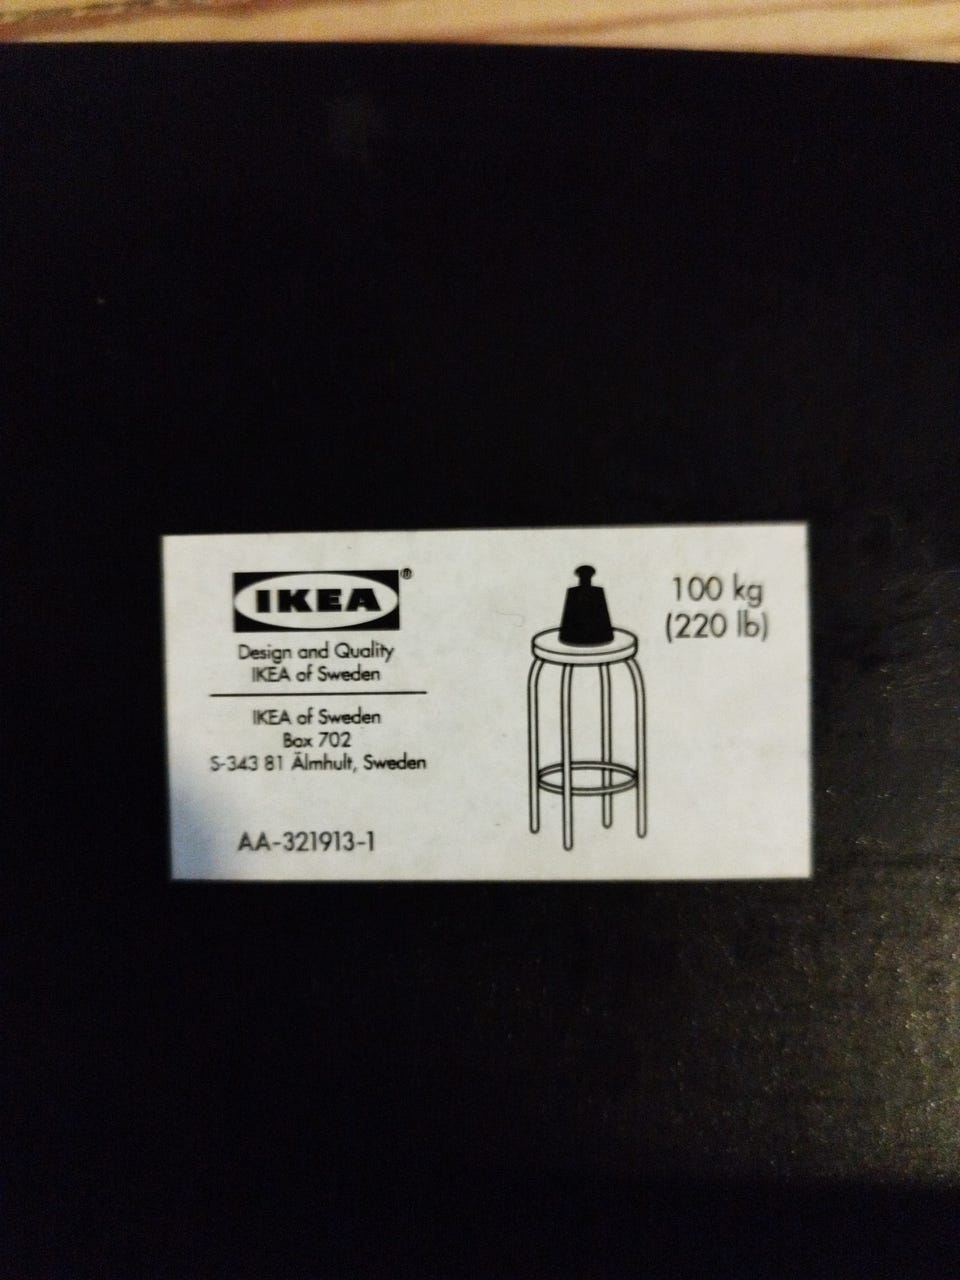 IKEA®
Design and Quality
IKEA of Sweden
IKEA of Sweden
Box 702
S-343 81 Älmhult, Sweden
AA-321913-1
100 kg
(220 lb)